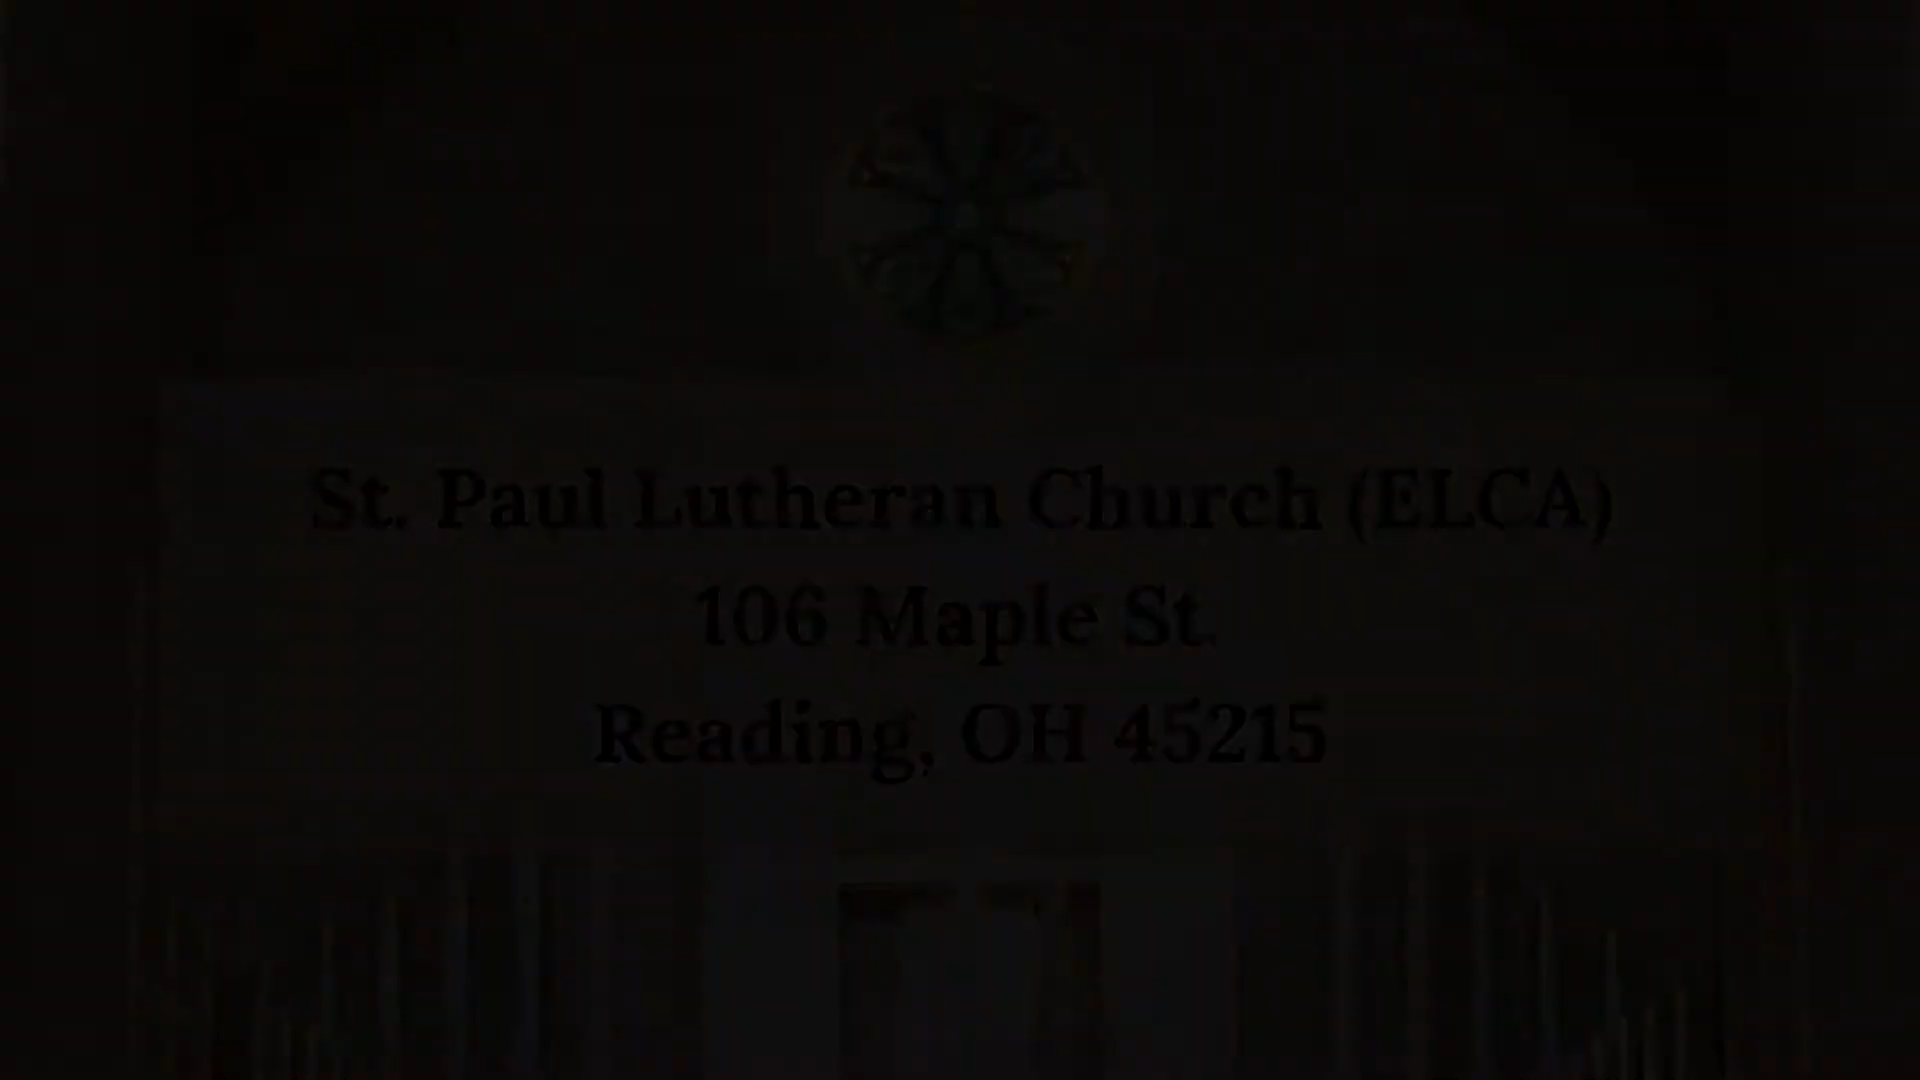 St. Paul Lutheran Church (ELCA)
106 Maple St.
Reading, OH 45215